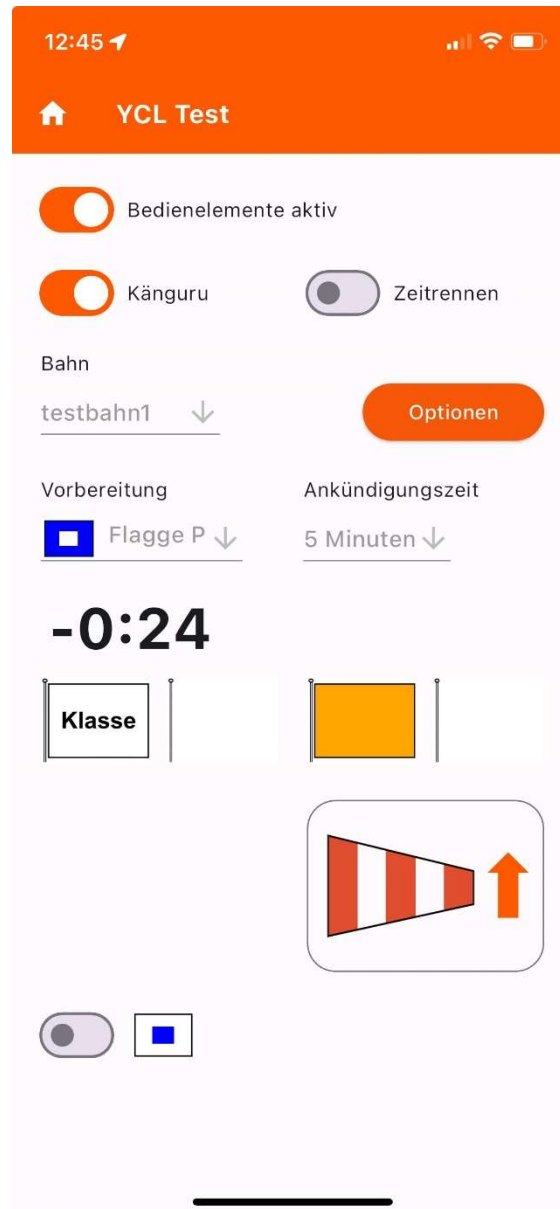 12:45
YCL Test
Bedienelemente aktiv
Känguru
Zeitrennen
Bahn
testbahn1
Optionen
Vorbereitung
Ankündigungszeit
Flagge P
5 Minuten
-0:24
Klasse